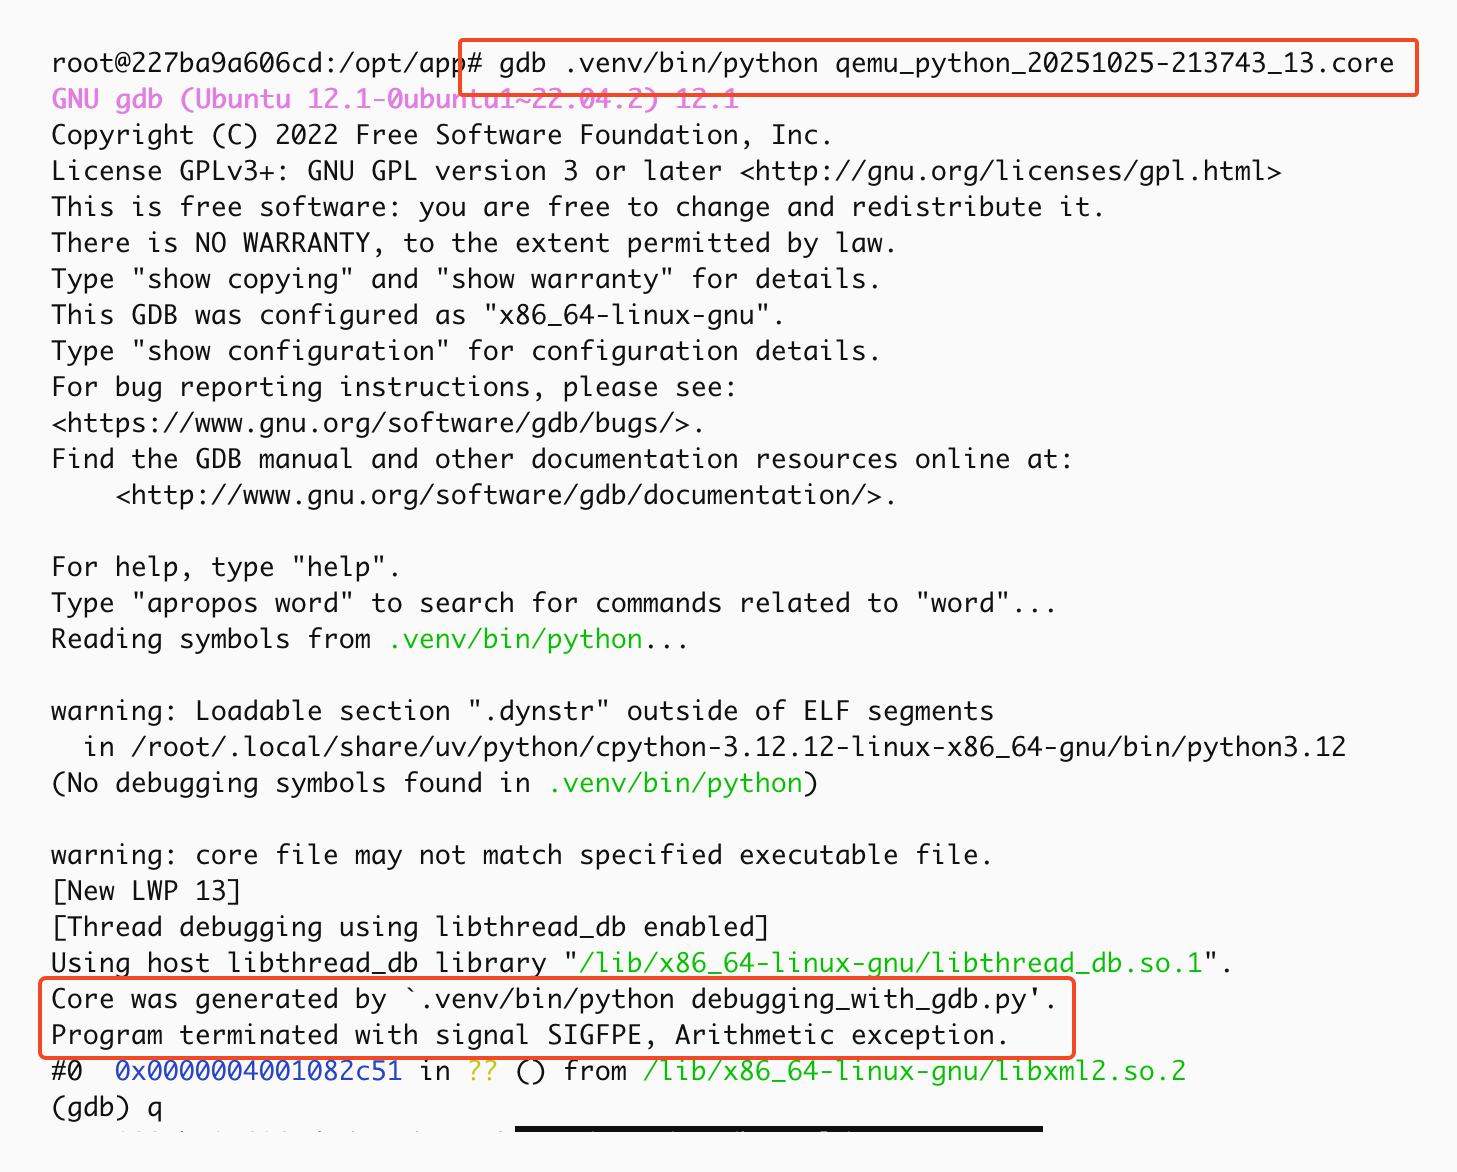 root@227ba9a606cd:/opt/app# gdb .venv/bin/python qemu_python_20251025-213743_13.core
GNU gdb (Ubuntu 12.1-0ubuntu1~22.04.2) 12.1
Copyright (C) 2022 Free Software Foundation, Inc.
License GPLv3+: GNU GPL version 3 or later <http://gnu.org/licenses/gpl.html>
This is free software: you are free to change and redistribute it.
There is NO WARRANTY, to the extent permitted by law.
Type "show copying" and "show warranty" for details.
This GDB was configured as "x86_64-linux-gnu".
Type "show configuration" for configuration details.
For bug reporting instructions, please see:
<https://www.gnu.org/software/gdb/bugs/>.
Find the GDB manual and other documentation resources online at:
    <http://www.gnu.org/software/gdb/documentation/>.

For help, type "help".
Type "apropos word" to search for commands related to "word"...
Reading symbols from .venv/bin/python...

warning: Loadable section ".dynstr" outside of ELF segments
  in /root/.local/share/uv/python/cpython-3.12.12-linux-x86_64-gnu/bin/python3.12
(No debugging symbols found in .venv/bin/python)

warning: core file may not match specified executable file.
[New LWP 13]
[Thread debugging using libthread_db enabled]
Using host libthread_db library "/lib/x86_64-linux-gnu/libthread_db.so.1".
Core was generated by `.venv/bin/python debugging_with_gdb.py'.
Program terminated with signal SIGFPE, Arithmetic exception.
#0  0x0000004001082c51 in ?? () from /lib/x86_64-linux-gnu/libxml2.so.2
(gdb) q